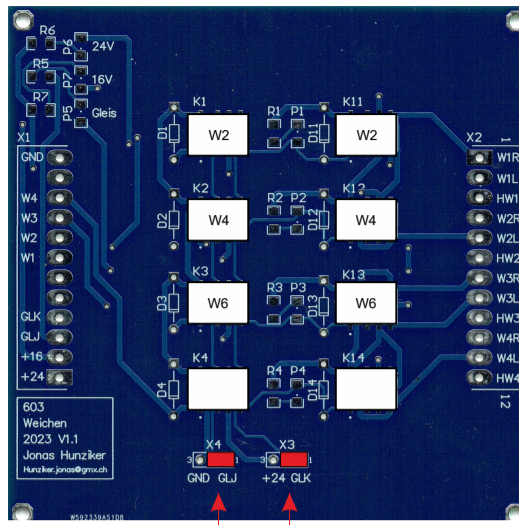 R6
P6
24V
R5
P7
16V
R7
P5
Gleis
X1
GND
W4
W3
W2
W1
GLK
GLJ
+16
+24
K1
D1
W2
R1 P1
K11
D11
W2
K2
D2
W4
R2 P2
K12
D12
W4
K3
D3
W6
R3 P3
K13
D13
W6
K4
D4
R4 P4
K14
D14
X2
1
W1R
W1L
HW1
W2R
W2L
HW2
W3R
W3L
HW3
W4R
W4L
HW4
12
603
Weichen
2023 V1.1
Jonas Hunziker
Hunziker.jonas@gmx.ch
X4
3 1
GND GLJ
X3
3 1
+24 GLK
W592339AS1D8